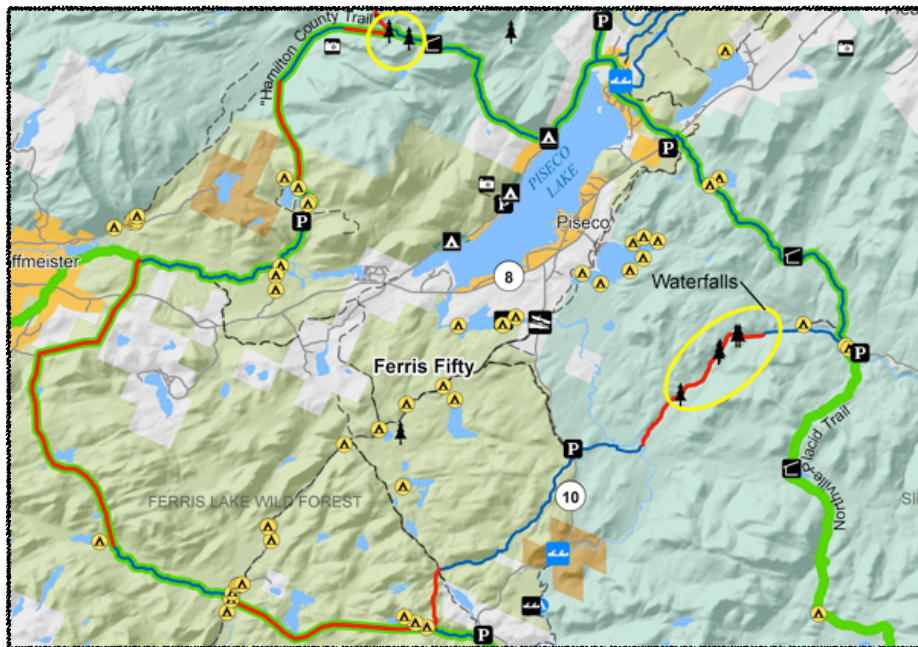 "Hamilton County Trail
P
P
PISECO
LAKE
P
Piseco
P
ffmeister
8
Waterfalls
Ferris Fifty
P
P
Northville-Placid Trail
10
FERRIS LAKE WILD FOREST
P